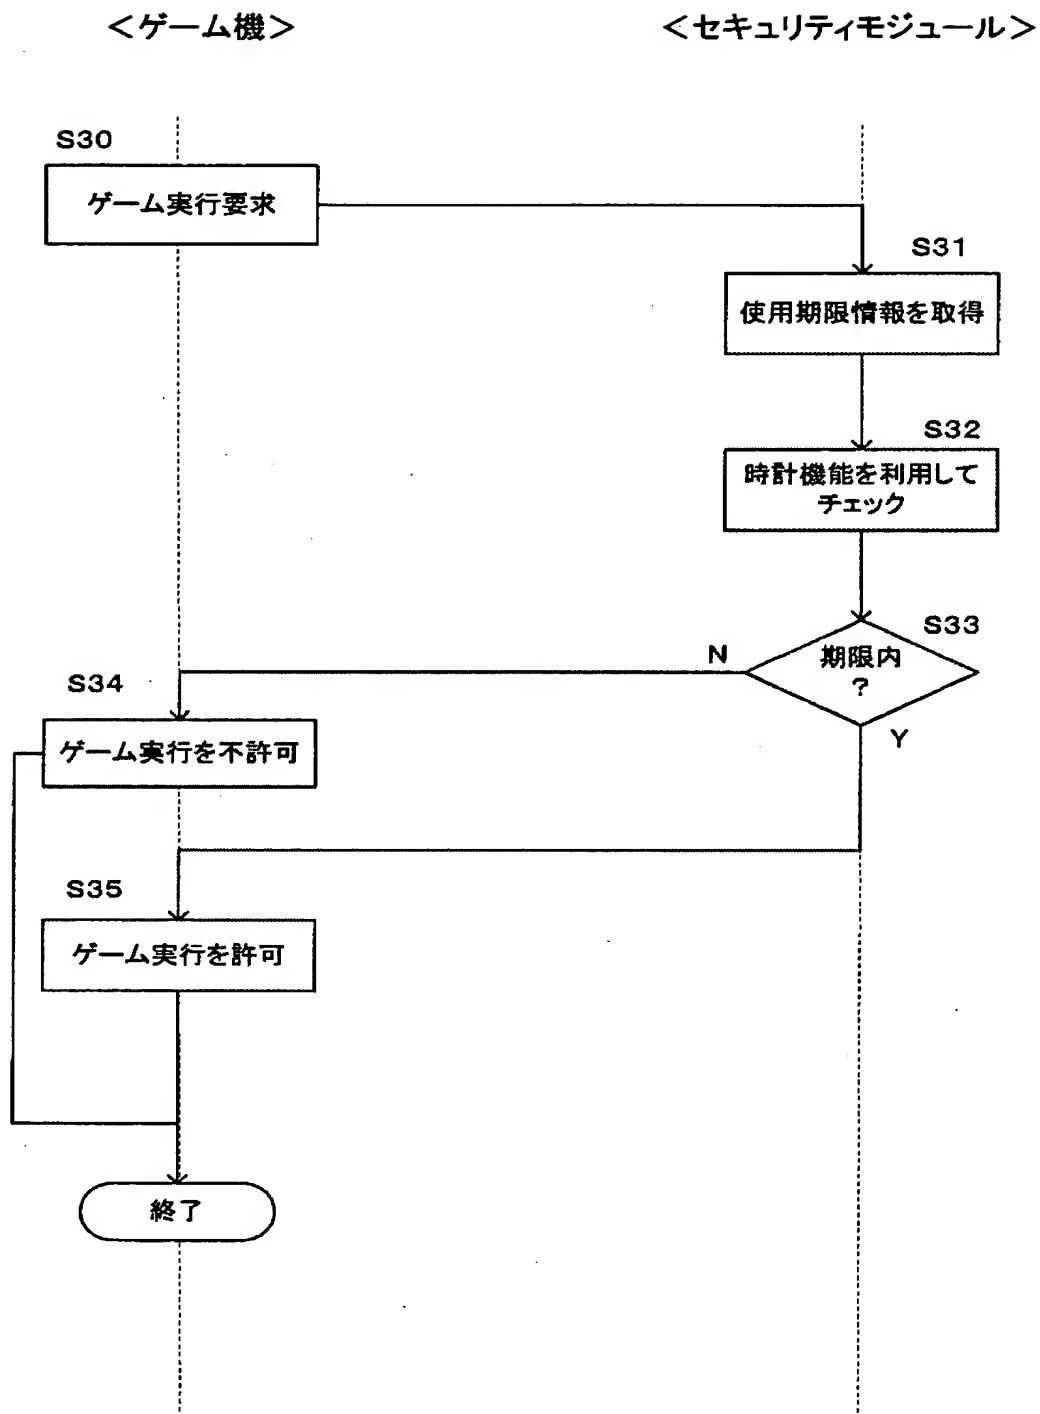 ＜ゲーム機＞
＜セキュリティモジュール＞
S30
ゲーム実行要求
S31
使用期限情報を取得
S32
時計機能を利用して
チェック
S33
期限内
？
N
Y
S34
ゲーム実行を不許可
S35
ゲーム実行を許可
終了